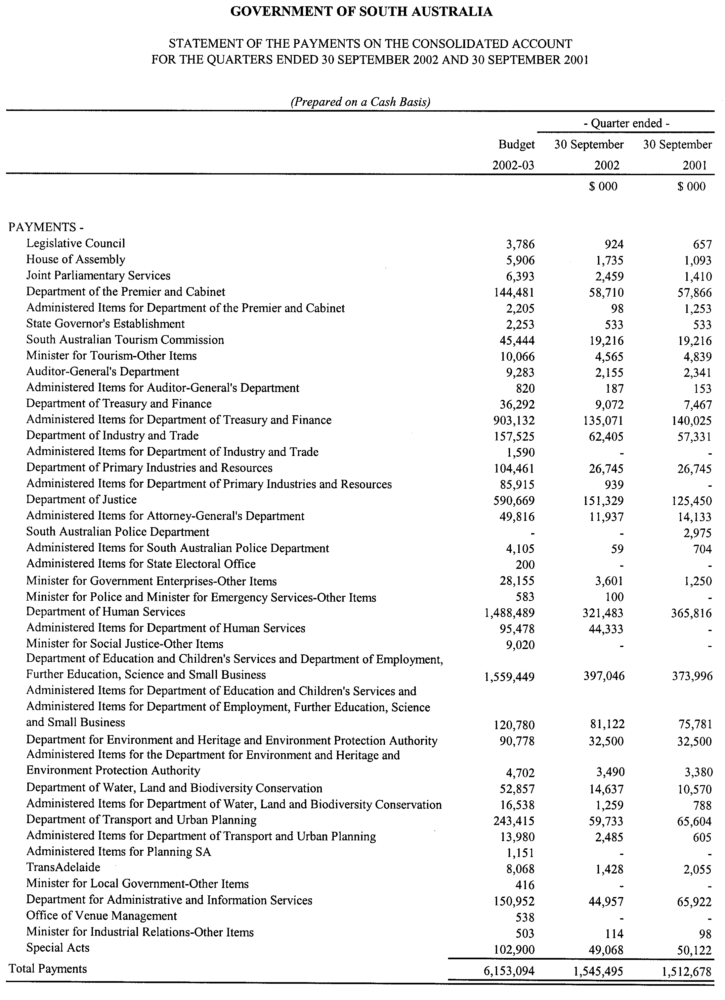 GOVERNMENT OF SOUTH AUSTRALIA
STATEMENT OF THE PAYMENTS ON THE CONSOLIDATED ACCOUNT
FOR THE QUARTERS ENDED 30 SEPTEMBER 2002 AND 30 SEPTEMBER 2001
(Prepared on a Cash Basis)
- Quarter ended -
Budget 30 September 30 September
2002-03 2002 2001
$ 000 $ 000
PAYMENTS -
Legislative Council 3,786 924 657
House of Assembly 5,906 1,735 1,093
Joint Parliamentary Services 6,393 2,459 1,410
Department of the Premier and Cabinet 144,481 58,710 57,866
Administered Items for Department of the Premier and Cabinet 2,205 98 1,253
State Governor's Establishment 2,253 533 533
South Australian Tourism Commission 45,444 19,216 19,216
Minister for Tourism-Other Items 10,066 4,565 4,839
Auditor-General's Department 9,283 2,155 2,341
Administered Items for Auditor-General's Department 820 187 153
Department of Treasury and Finance 36,292 9,072 7,467
Administered Items for Department of Treasury and Finance 903,132 135,071 140,025
Department of Industry and Trade 157,525 62,405 57,331
Administered Items for Department of Industry and Trade 1,590 - -
Department of Primary Industries and Resources 104,461 26,745 26,745
Administered Items for Department of Primary Industries and Resources 85,915 939 -
Department of Justice 590,669 151,329 125,450
Administered Items for Attorney-General's Department 49,816 11,937 14,133
South Australian Police Department - - 2,975
Administered Items for South Australian Police Department 4,105 59 704
Administered Items for State Electoral Office 200 - -
Minister for Government Enterprises-Other Items 28,155 3,601 1,250
Minister for Police and Minister for Emergency Services-Other Items 583 100 -
Department of Human Services 1,488,489 321,483 365,816
Administered Items for Department of Human Services 95,478 44,333 -
Minister for Social Justice-Other Items 9,020 - -
Department of Education and Children's Services and Department of Employment,
Further Education, Science and Small Business 1,559,449 397,046 373,996
Administered Items for Department of Education and Children's Services and
Administered Items for Department of Employment, Further Education, Science
and Small Business 120,780 81,122 75,781
Department for Environment and Heritage and Environment Protection Authority 90,778 32,500 32,500
Administered Items for the Department for Environment and Heritage and
Environment Protection Authority 4,702 3,490 3,380
Department of Water, Land and Biodiversity Conservation 52,857 14,637 10,570
Administered Items for Department of Water, Land and Biodiversity Conservation 16,538 1,259 788
Department of Transport and Urban Planning 243,415 59,733 65,604
Administered Items for Department of Transport and Urban Planning 13,980 2,485 605
Administered Items for Planning SA 1,151 - -
TransAdelaide 8,068 1,428 2,055
Minister for Local Government-Other Items 416 - -
Department for Administrative and Information Services 150,952 44,957 65,922
Office of Venue Management 538 - -
Minister for Industrial Relations-Other Items 503 114 98
Special Acts 102,900 49,068 50,122
Total Payments 6,153,094 1,545,495 1,512,678